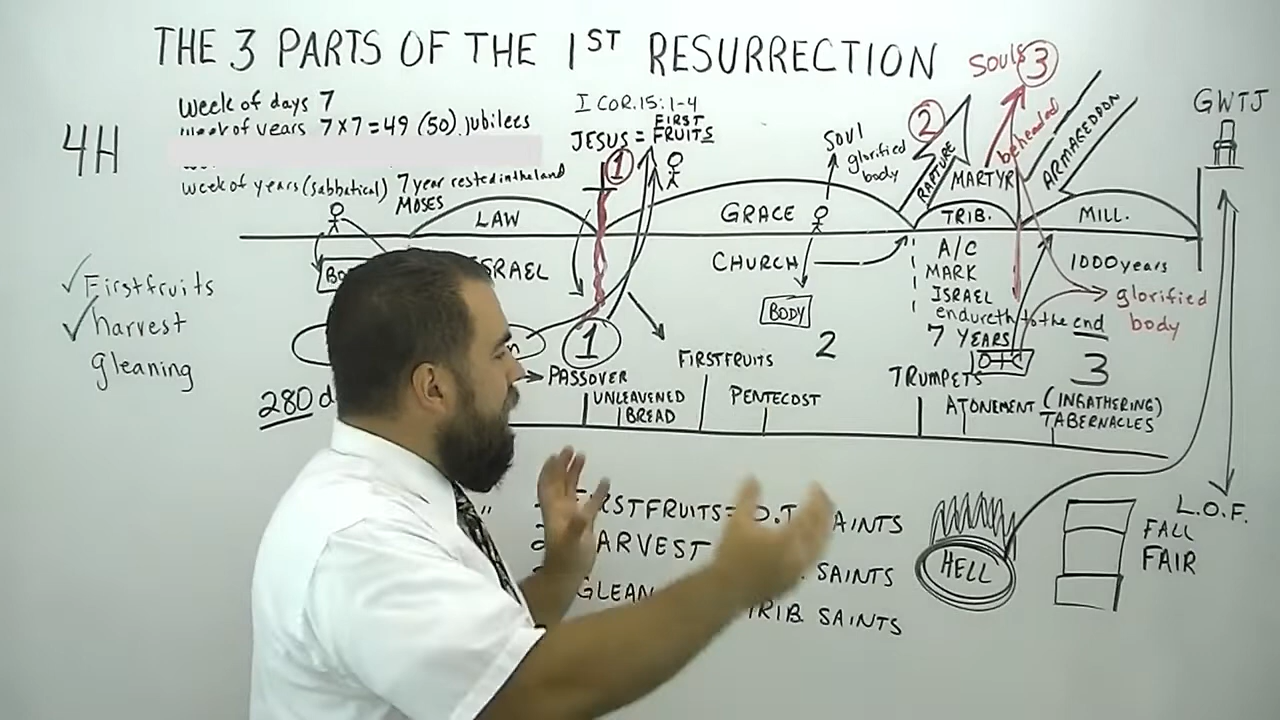 THE 3 PARTS OF THE 1ST RESURRECTION
4H
week of days 7
week of years 7x7=49 (50) jubilees
week of years (sabbatical) 7 year rested in the land
MOSES
I COR. 15:1-4
JESUS = FIRST FRUITS
1
SOUL
glorified body
2
RAPTURE
SOULS 3
beheaded
MARTYR
ARMAGEDDON
GWTJ
LAW
GRACE
TRIB.
MILL.
CHURCH
A/C
MARK
ISRAEL
endureth to the end
7 YEARS
1000 years
glorified body
BODY
2
3
1
Firstfruits
harvest
gleaning
280
PASSOVER
UNLEAVENED BREAD
FIRSTFRUITS
PENTECOST
TRUMPETS
ATONEMENT
(INGATHERING)
TABERNACLES
SAINTS
SAINTS
TRIB. SAINTS
HELL
L.O.F.
FALL FAIR